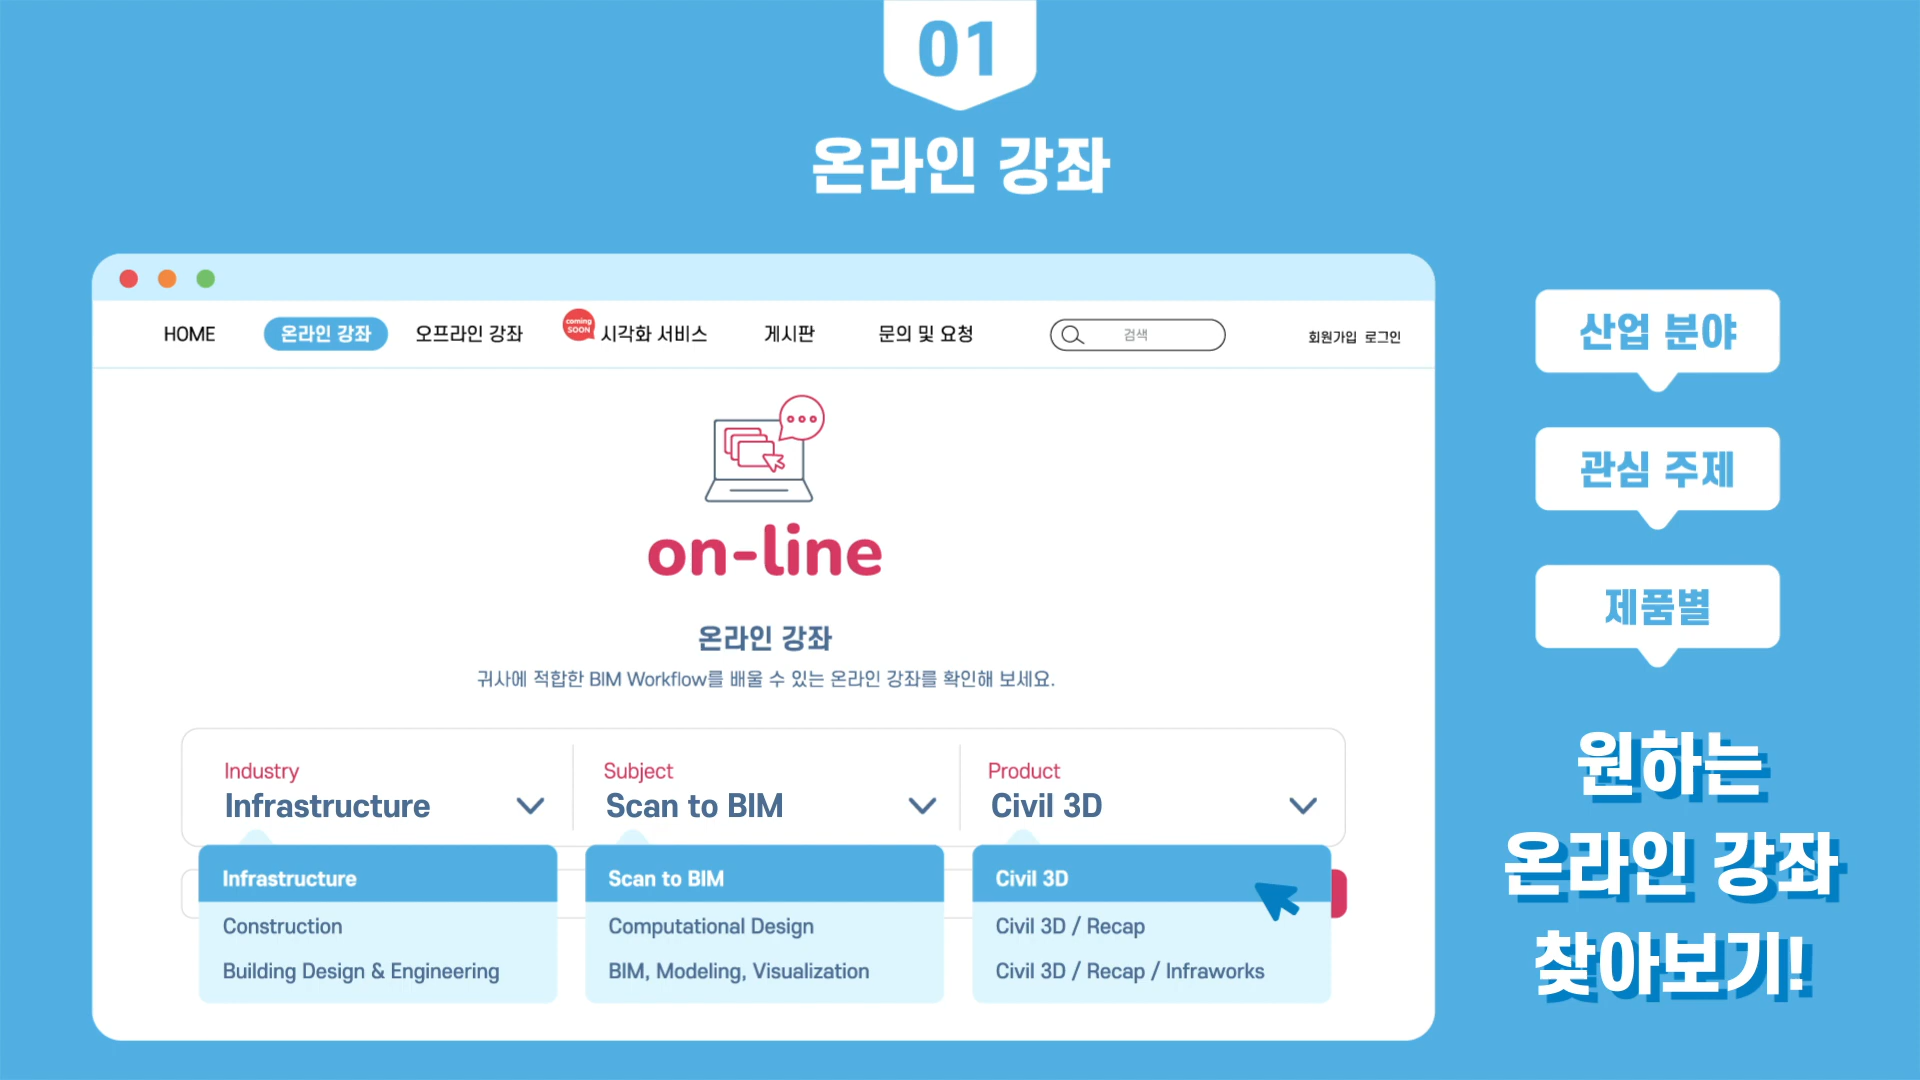 01
온라인 강좌
HOME
온라인 강좌
오프라인 강좌
coming
SOON
시각화 서비스
게시판
문의 및 요청
검색
회원가입 로그인
on-line
온라인 강좌
귀사에 적합한 BIM Workflow를 배울 수 있는 온라인 강좌를 확인해 보세요.
Industry
Infrastructure
Subject
Scan to BIM
Product
Civil 3D
Infrastructure
Construction
Building Design & Engineering
Scan to BIM
Computational Design
BIM, Modeling, Visualization
Civil 3D
Civil 3D / Recap
Civil 3D / Recap / Infraworks
산업 분야
관심 주제
제품별
원하는
온라인 강좌
찾아보기!